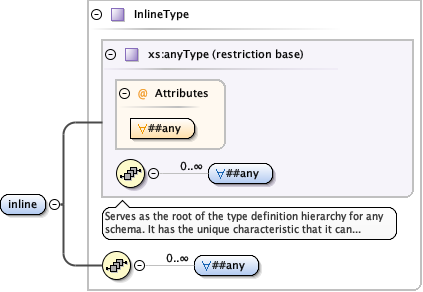 InlineType
xs:anyType (restriction base)
@ Attributes
∀##any
0..∞
∀##any
inline
Serves as the root of the type definition hierarchy for any
schema. It has the unique characteristic that it can...
0..∞
∀##any